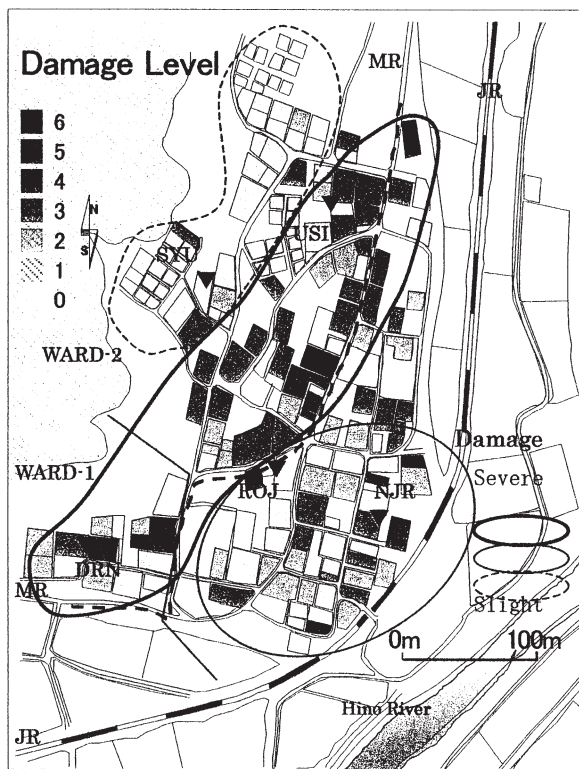 Damage Level
6
5
4
3
2
1
0
N
S
MR
JR
USI
SYU
WARD-2
WARD-1
ROJ
NJR
DRN
MR
Damage
Severe
Slight
0m 100m
Hino River
JR